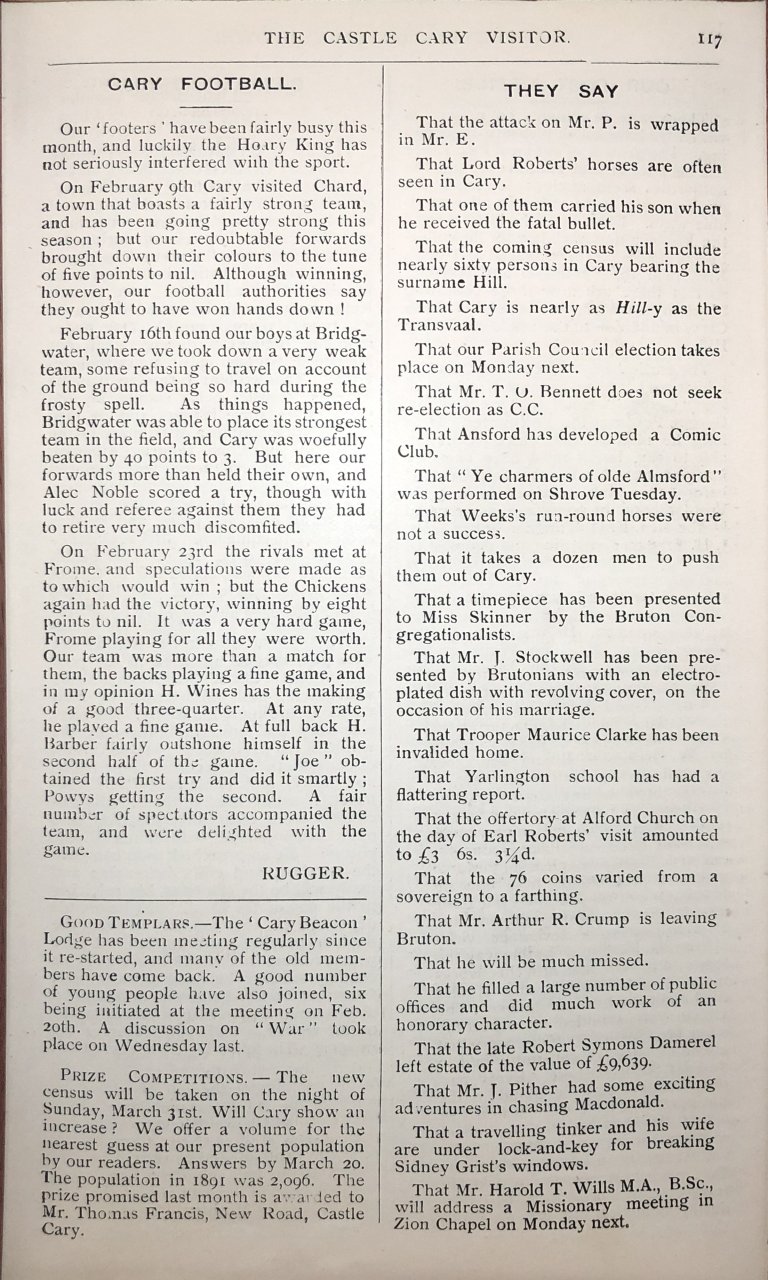 THE CASTLE CARY VISITOR. 117
CARY FOOTBALL.
Our ‘footers’ have been fairly busy this
month, and luckily the Hoary King has
not seriously interfered with the sport.
On February 9th Cary visited Chard,
a town that boasts a fairly strong team,
and has been going pretty strong this
season ; but our redoubtable forwards
brought down their colours to the tune
of five points to nil. Although winning,
however, our football authorities say
they ought to have won hands down !
February 16th found our boys at Bridg-
water, where we took down a very weak
team, some refusing to travel on account
of the ground being so hard during the
frosty spell. As things happened,
Bridgwater was able to place its strongest
team in the field, and Cary was woefully
beaten by 40 points to 3. But here our
forwards more than held their own, and
Alec Noble scored a try, though with
luck and referee against them they had
to retire very much discomfited.
On February 23rd the rivals met at
Frome, and speculations were made as
to which would win ; but the Chickens
again had the victory, winning by eight
points to nil. It was a very hard game,
Frome playing for all they were worth.
Our team was more than a match for
them, the backs playing a fine game, and
in my opinion H. Wines has the making
of a good three-quarter. At any rate,
he played a fine game. At full back H.
Barber fairly outshone himself in the
second half of the game. “Joe” ob-
tained the first try and did it smartly ;
Powys getting the second. A fair
number of spectators accompanied the
team, and were delighted with the
game.
RUGGER.
GOOD TEMPLARS.—The ‘Cary Beacon’
Lodge has been meeting regularly since
it re-started, and many of the old mem-
bers have come back. A good number
of young people have also joined, six
being initiated at the meeting on Feb.
20th. A discussion on “War” took
place on Wednesday last.
PRIZE COMPETITIONS. — The new
census will be taken on the night of
Sunday, March 31st. Will Cary show an
increase ? We offer a volume for the
nearest guess at our present population
by our readers. Answers by March 20.
The population in 1891 was 2,096. The
prize promised last month is awarded to
Mr. Thomas Francis, New Road, Castle
Cary.
THEY SAY
That the attack on Mr. P. is wrapped
in Mr. E.
That Lord Roberts’ horses are often
seen in Cary.
That one of them carried his son when
he received the fatal bullet.
That the coming census will include
nearly sixty persons in Cary bearing the
surname Hill.
That Cary is nearly as Hill-y as the
Transvaal.
That our Parish Council election takes
place on Monday next.
That Mr. T. O. Bennett does not seek
re-election as C.C.
That Ansford has developed a Comic
Club.
That “Ye charmers of olde Almsford”
was performed on Shrove Tuesday.
That Weeks’s run-round horses were
not a success.
That it takes a dozen men to push
them out of Cary.
That a timepiece has been presented
to Miss Skinner by the Bruton Con-
gregationalists.
That Mr. J. Stockwell has been pre-
sented by Brutonians with an electro-
plated dish with revolving cover, on the
occasion of his marriage.
That Trooper Maurice Clarke has been
invalided home.
That Yarlington school has had a
flattering report.
That the offertory at Alford Church on
the day of Earl Roberts’ visit amounted
to £3 6s. 3¼d.
That the 76 coins varied from a
sovereign to a farthing.
That Mr. Arthur R. Crump is leaving
Bruton.
That he will be much missed.
That he filled a large number of public
offices and did much work of an
honorary character.
That the late Robert Symons Damerel
left estate of the value of £9,639.
That Mr. J. Pither had some exciting
adventures in chasing Macdonald.
That a travelling tinker and his wife
are under lock-and-key for breaking
Sidney Grist’s windows.
That Mr. Harold T. Wills M.A., B.Sc.,
will address a Missionary meeting in
Zion Chapel on Monday next.